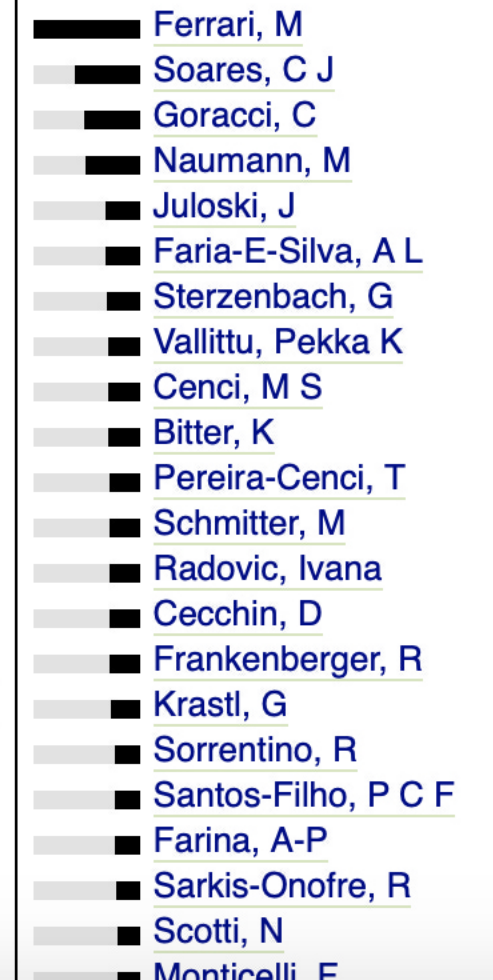 Ferrari, M
Soares, C J
Goracci, C
Naumann, M
Juloski, J
Faria-E-Silva, A L
Sterzenbach, G
Vallittu, Pekka K
Cenci, M S
Bitter, K
Pereira-Cenci, T
Schmitter, M
Radovic, Ivana
Cecchin, D
Frankenberger, R
Krastl, G
Sorrentino, R
Santos-Filho, P C F
Farina, A-P
Sarkis-Onofre, R
Scotti, N
Monticelli, F